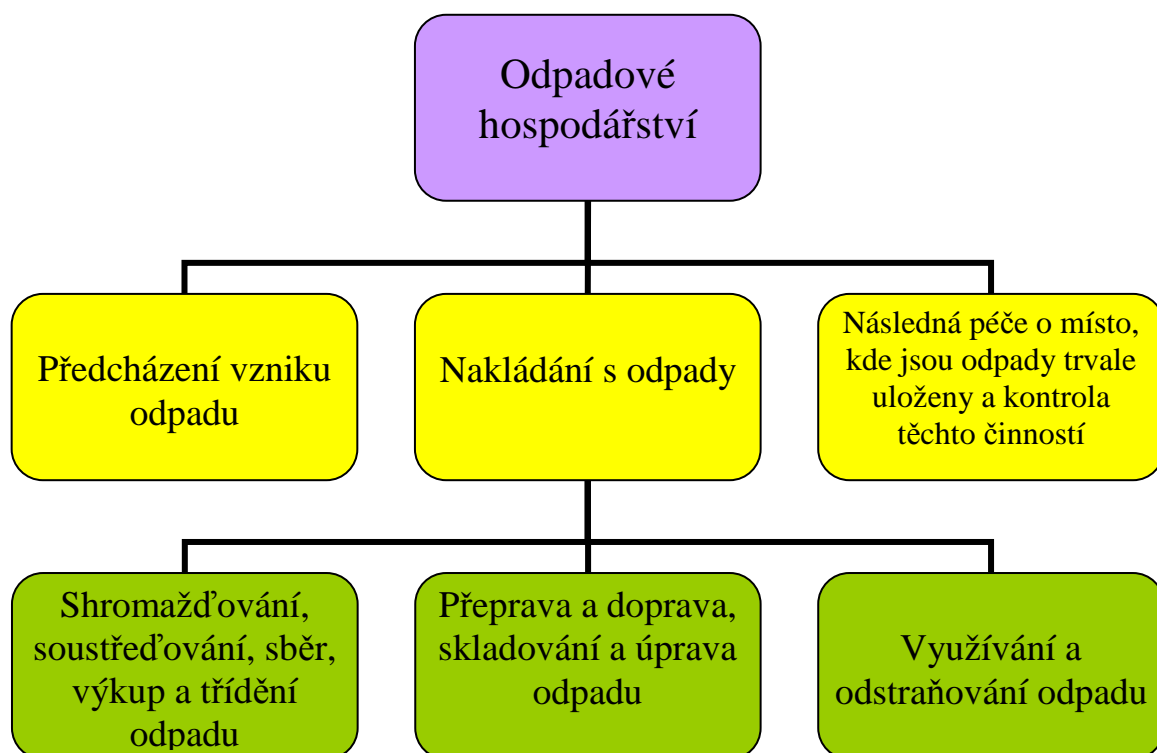 Odpadové
hospodářství
Předcházení vzniku
odpadu
Nakládání s odpady
Následná péče o místo,
kde jsou odpady trvale
uloženy a kontrola
těchto činností
Shromažďování,
soustřeďování, sběr,
výkup a třídění
odpadu
Přeprava a doprava,
skladování a úprava
odpadu
Využívání a
odstraňování odpadu